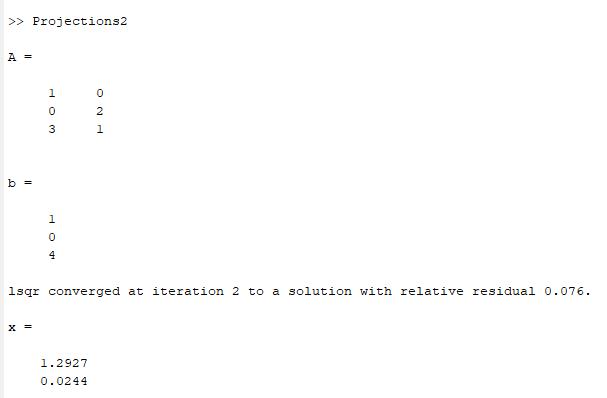 >> Projections2
A =
1 0
0 2
3 1
b =
1
0
4
lsqr converged at iteration 2 to a solution with relative residual 0.076.
x =
1.2927
0.0244